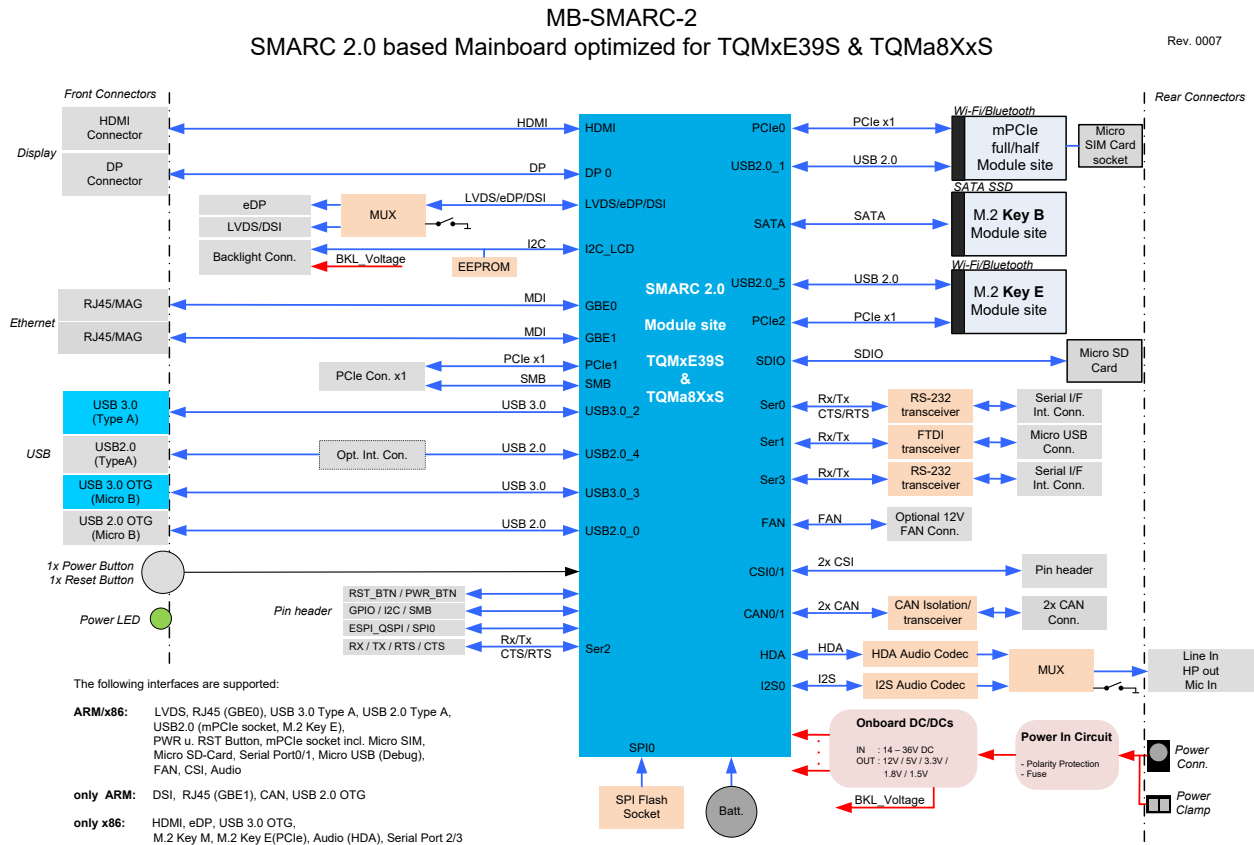 MB-SMARC-2
SMARC 2.0 based Mainboard optimized for TQMxE39S & TQMa8XxS
Rev. 0007
Front Connectors
Rear Connectors
Display
HDMI
Connector
HDMI
HDMI
DP
Connector
DP
DP 0
eDP
LVDS/DSI
MUX
LVDS/eDP/DSI
LVDS/eDP/DSI
Backlight Conn.
I2C
I2C_LCD
BKL_Voltage
EEPROM
Ethernet
RJ45/MAG
MDI
GBE0
RJ45/MAG
MDI
GBE1
PCIe Con. x1
PCIe x1
PCIe1
SMB
SMB
USB
USB 3.0
(Type A)
USB 3.0
USB3.0_2
USB2.0
(TypeA)
Opt. Int. Con.
USB 2.0
USB2.0_4
USB 3.0 OTG
(Micro B)
USB 3.0
USB3.0_3
USB 2.0 OTG
(Micro B)
USB 2.0
USB2.0_0
1x Power Button
1x Reset Button
Power LED
Pin header
RST_BTN / PWR_BTN
GPIO / I2C / SMB
ESPI_QSPI / SPI0
RX / TX / RTS / CTS
Rx/Tx
CTS/RTS
Ser2
SMARC 2.0
Module site
TQMxE39S
&
TQMa8XxS
PCIe0
PCIe x1
Wi-Fi/Bluetooth
mPCIe
full/half
Module site
Micro
SIM Card
socket
USB2.0_1
USB 2.0
SATA
SATA
SATA SSD
M.2 Key B
Module site
USB2.0_5
USB 2.0
Wi-Fi/Bluetooth
M.2 Key E
Module site
PCIe2
PCIe x1
SDIO
SDIO
Micro SD
Card
Ser0
Rx/Tx
CTS/RTS
RS-232
transceiver
Serial I/F
Int. Conn.
Ser1
Rx/Tx
FTDI
transceiver
Micro USB
Conn.
Ser3
Rx/Tx
RS-232
transceiver
Serial I/F
Int. Conn.
FAN
FAN
Optional 12V
FAN Conn.
CSI0/1
2x CSI
Pin header
CAN0/1
2x CAN
CAN Isolation/
transceiver
2x CAN
Conn.
HDA
HDA
HDA Audio Codec
I2S0
I2S
I2S Audio Codec
MUX
Line In
HP out
Mic In
SPI0
SPI Flash
Socket
Batt.
Onboard DC/DCs
IN : 14 – 36V DC
OUT : 12V / 5V / 3.3V /
1.8V / 1.5V
BKL_Voltage
Power In Circuit
- Polarity Protection
- Fuse
Power
Conn.
Power
Clamp
The following interfaces are supported:
ARM/x86: LVDS, RJ45 (GBE0), USB 3.0 Type A, USB 2.0 Type A,
USB2.0 (mPCIe socket, M.2 Key E),
PWR u. RST Button, mPCIe socket incl. Micro SIM,
Micro SD-Card, Serial Port0/1, Micro USB (Debug),
FAN, CSI, Audio
only ARM: DSI, RJ45 (GBE1), CAN, USB 2.0 OTG
only x86: HDMI, eDP, USB 3.0 OTG,
M.2 Key M, M.2 Key E(PCIe), Audio (HDA), Serial Port 2/3